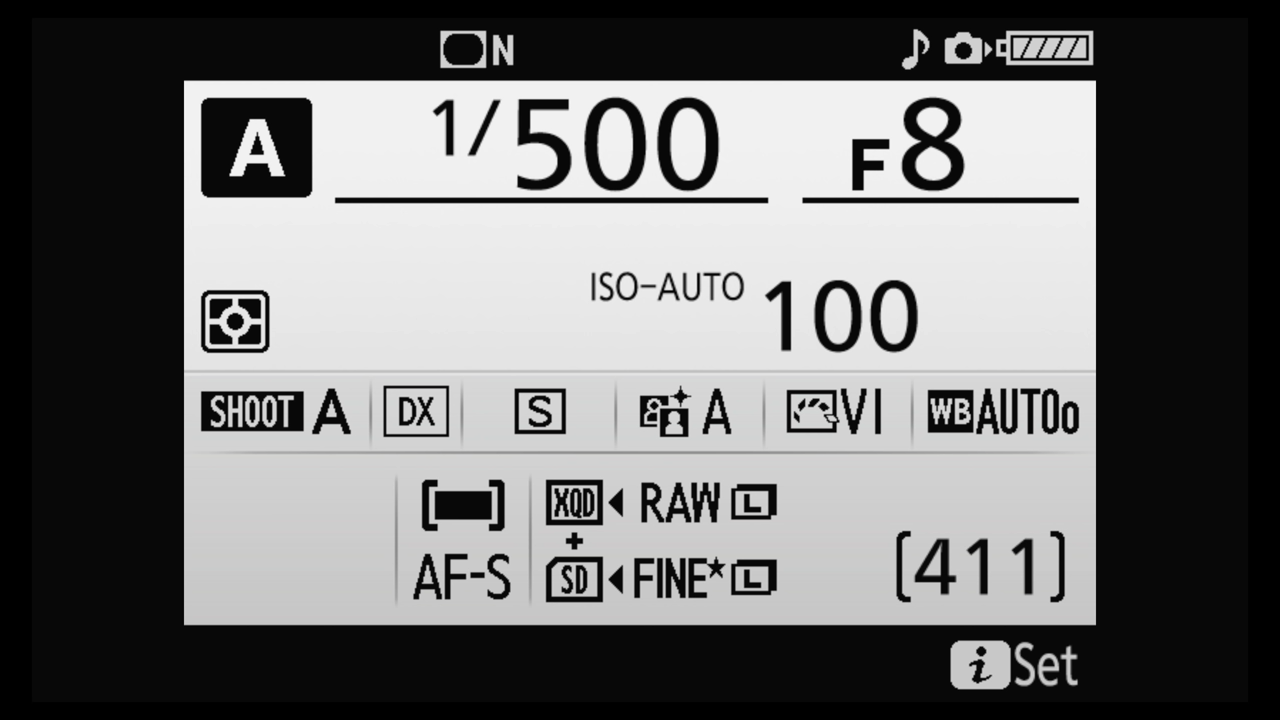 N
A 1/500 F8
ISO-AUTO 100
SHOOT A DX S A VI WB AUTO0
XQD RAW L
+
AF-S SD FINE★ L [411]
i Set